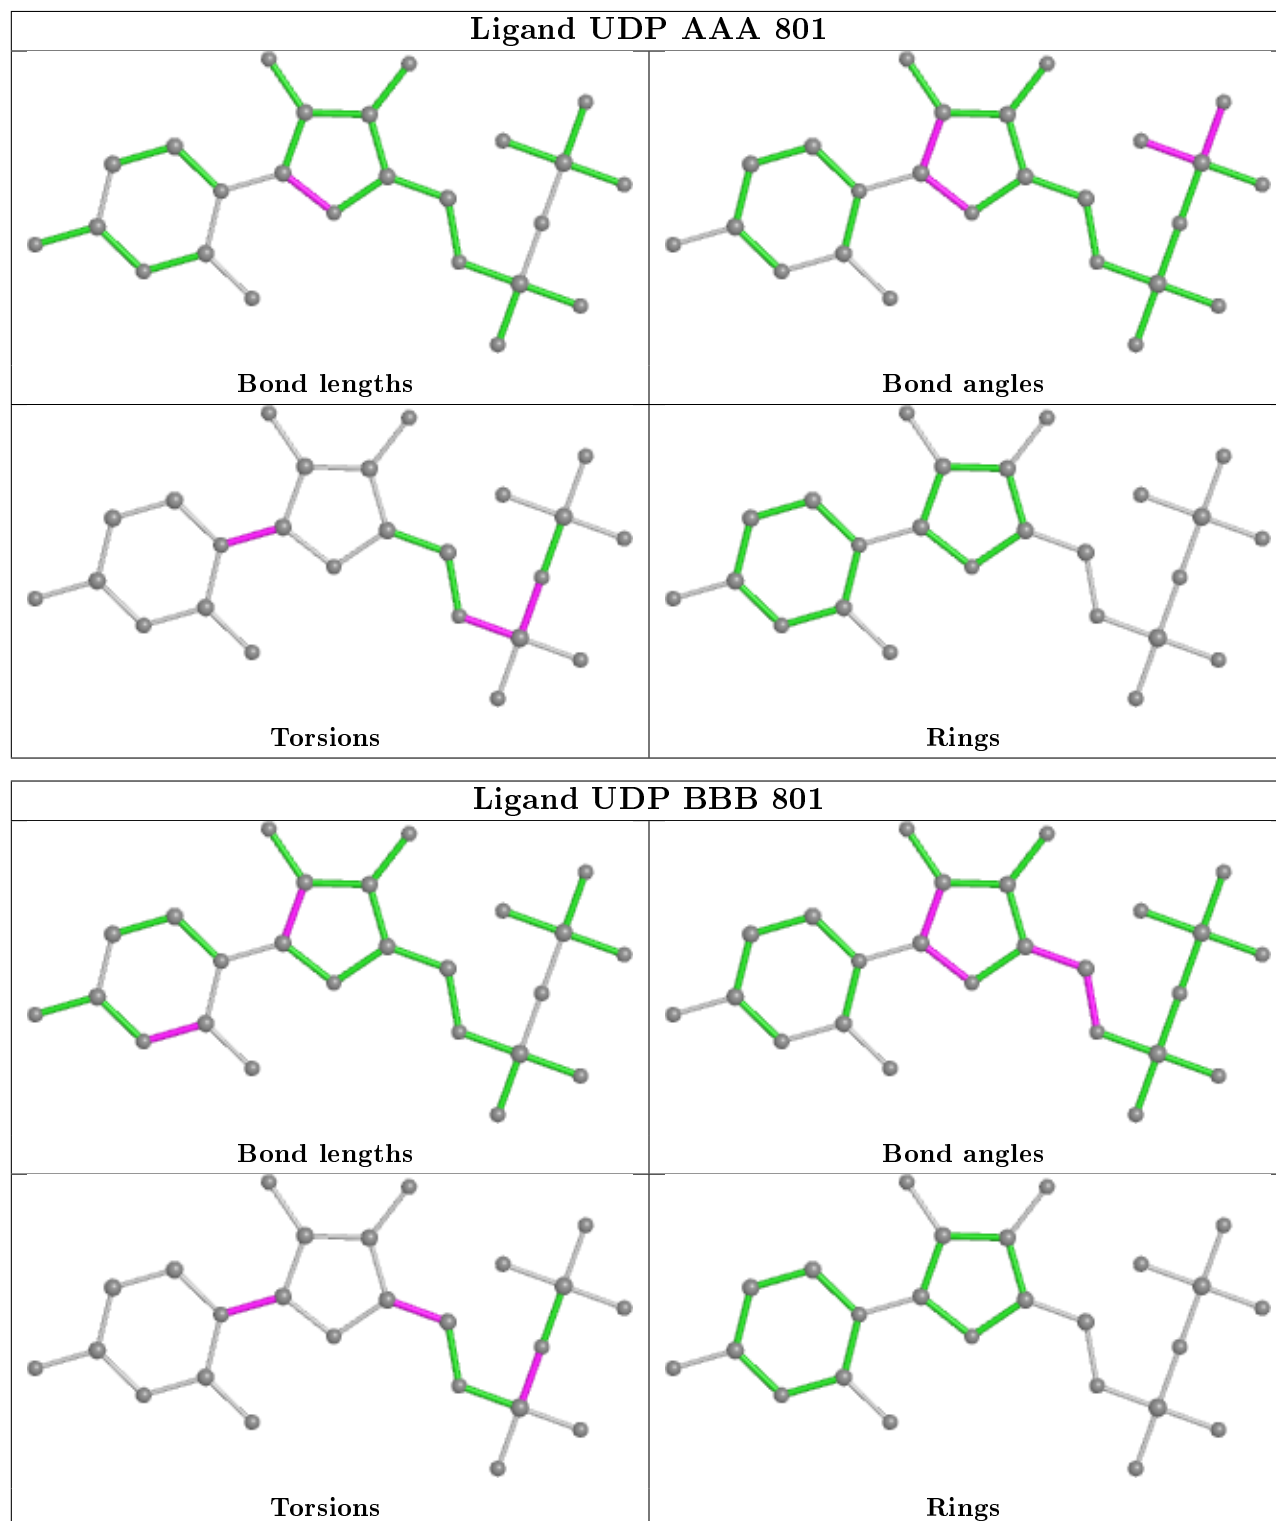 Ligand UDP AAA 801
Bond lengths
Bond angles
Torsions
Rings
Ligand UDP BBB 801
Bond lengths
Bond angles
Torsions
Rings